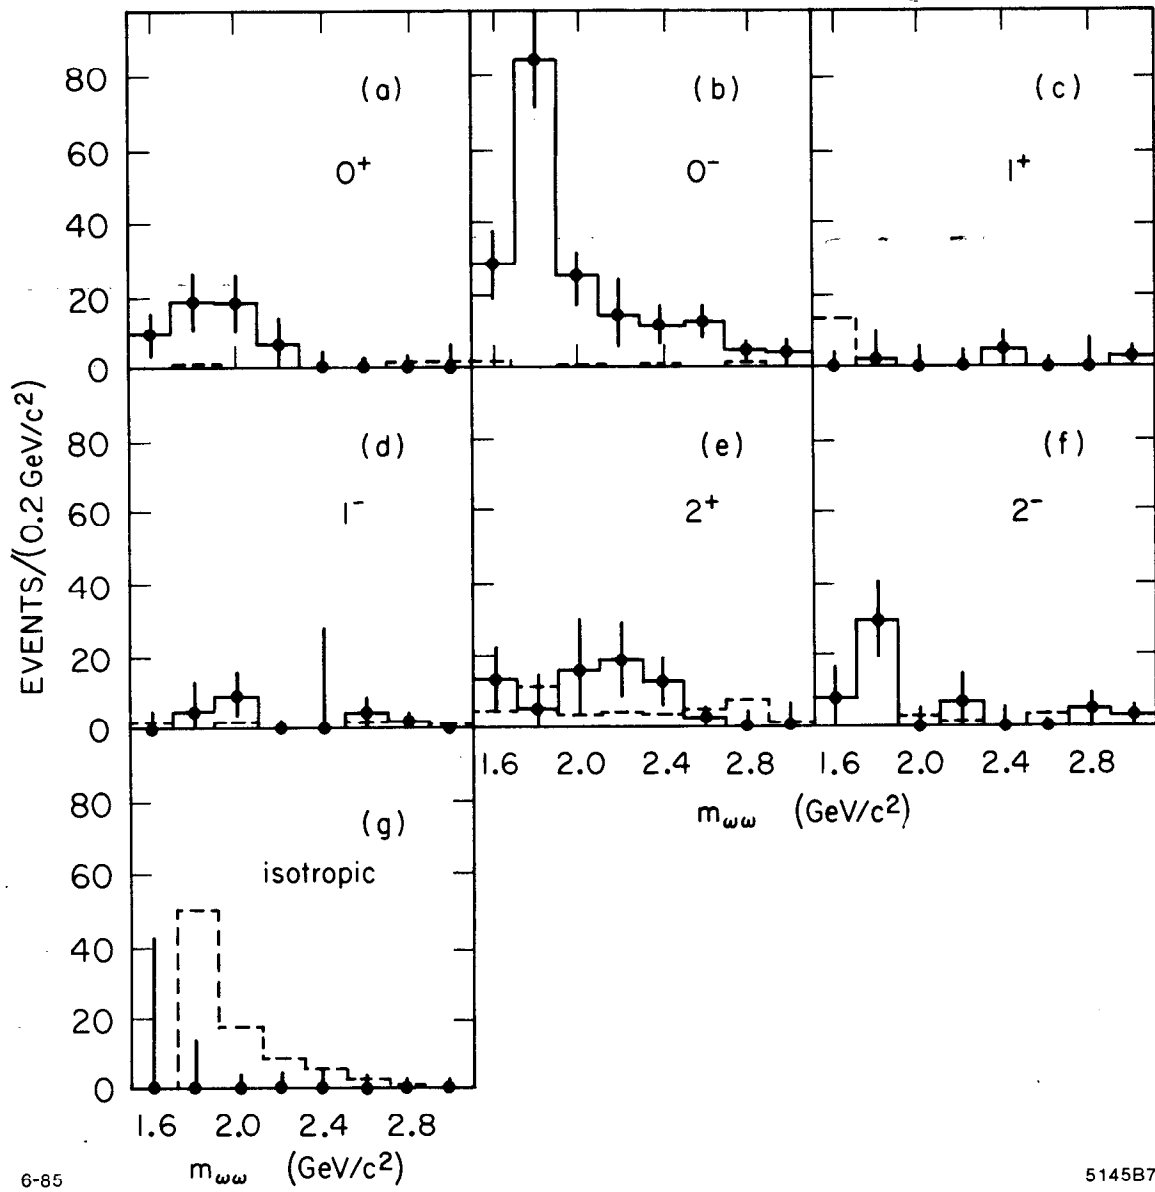 80
60
40
20
0
(a)
0⁺
(b)
0⁻
(c)
1⁺
EVENTS/(0.2 GeV/c²)
80
60
40
20
0
(d)
1⁻
(e)
2⁺
(f)
2⁻
1.6 2.0 2.4 2.8
1.6 2.0 2.4 2.8
m_ωω (GeV/c²)
80
60
40
20
0
(g)
isotropic
1.6 2.0 2.4 2.8
m_ωω (GeV/c²)
6-85
5145B7